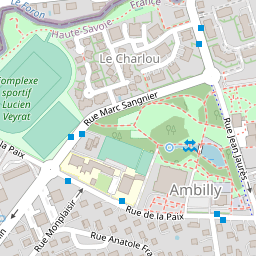 Le Foron
France
Haute-Savoie
Le Charlou
Complexe
sportif
Lucien
Veyrat
Rue Marc Sangnier
Rue Jean Jaurès
la Paix
Ambilly
Rue Monplaisir
Rue de la Paix
Rue Anatole Fra